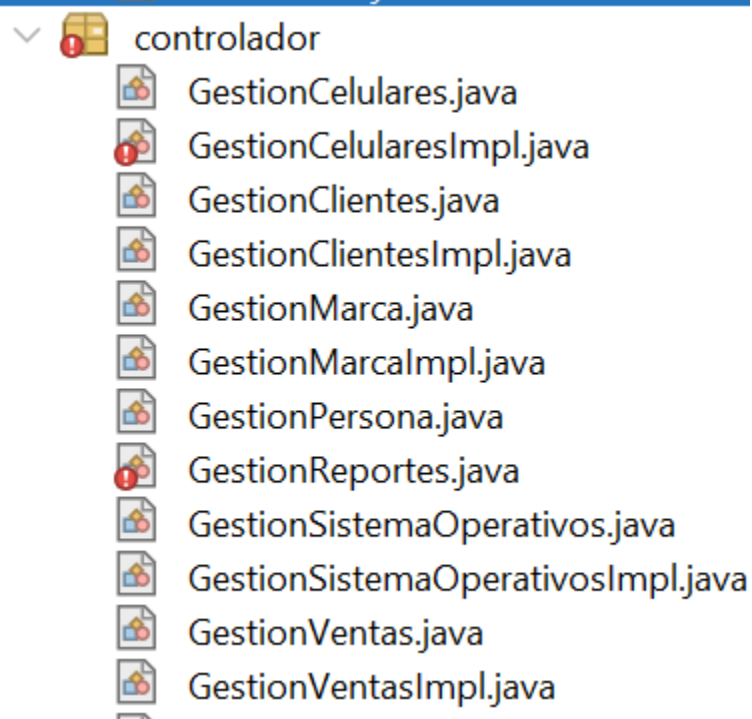 controlador
GestionCelulares.java
GestionCelularesImpl.java
GestionClientes.java
GestionClientesImpl.java
GestionMarca.java
GestionMarcaImpl.java
GestionPersona.java
GestionReportes.java
GestionSistemaOperativos.java
GestionSistemaOperativosImpl.java
GestionVentas.java
GestionVentasImpl.java